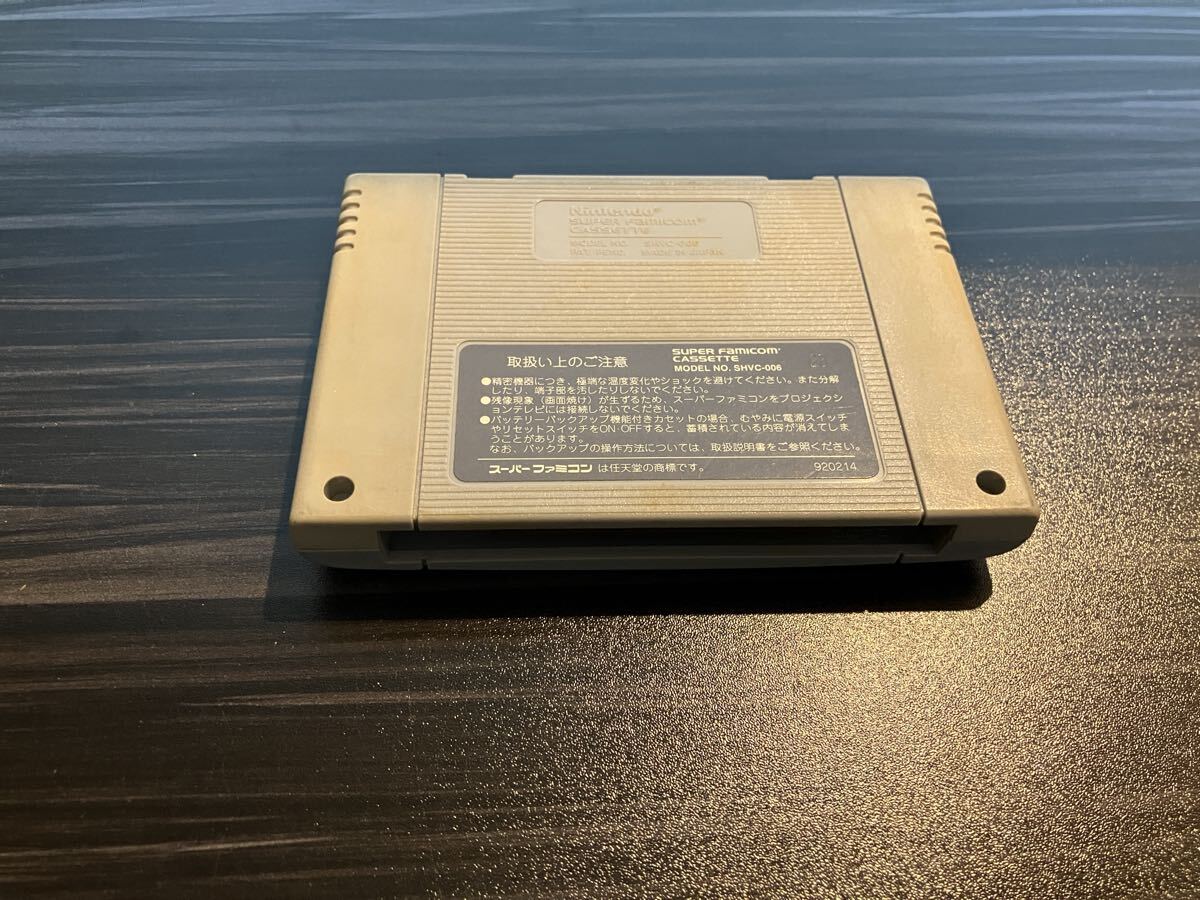 Nintendo®
SUPER FAMICOM®
CASSETTE
MODEL NO. SHVC-006
PAT. PEND. MADE IN JAPAN
取扱い上のご注意
SUPER FAMICOM®
CASSETTE
MODEL NO. SHVC-006
●精密機器につき、極端な温度変化やショックを避けてください。また分解
したり、端子部を汚したりしないでください。
●残像現象（画面焼け）が生ずるため、スーパーファミコンをプロジェクショ
ンテレビには接続しないでください。
●バッテリーバックアップ機能付きカセットの場合、むやみに電源スイッチ
やリセットスイッチをON·OFFすると、蓄積されている内容が消えてしま
うことがあります。
なお、バックアップの操作方法については、取扱説明書をご参照ください。
スーパーファミコン は任天堂の商標です。
920214